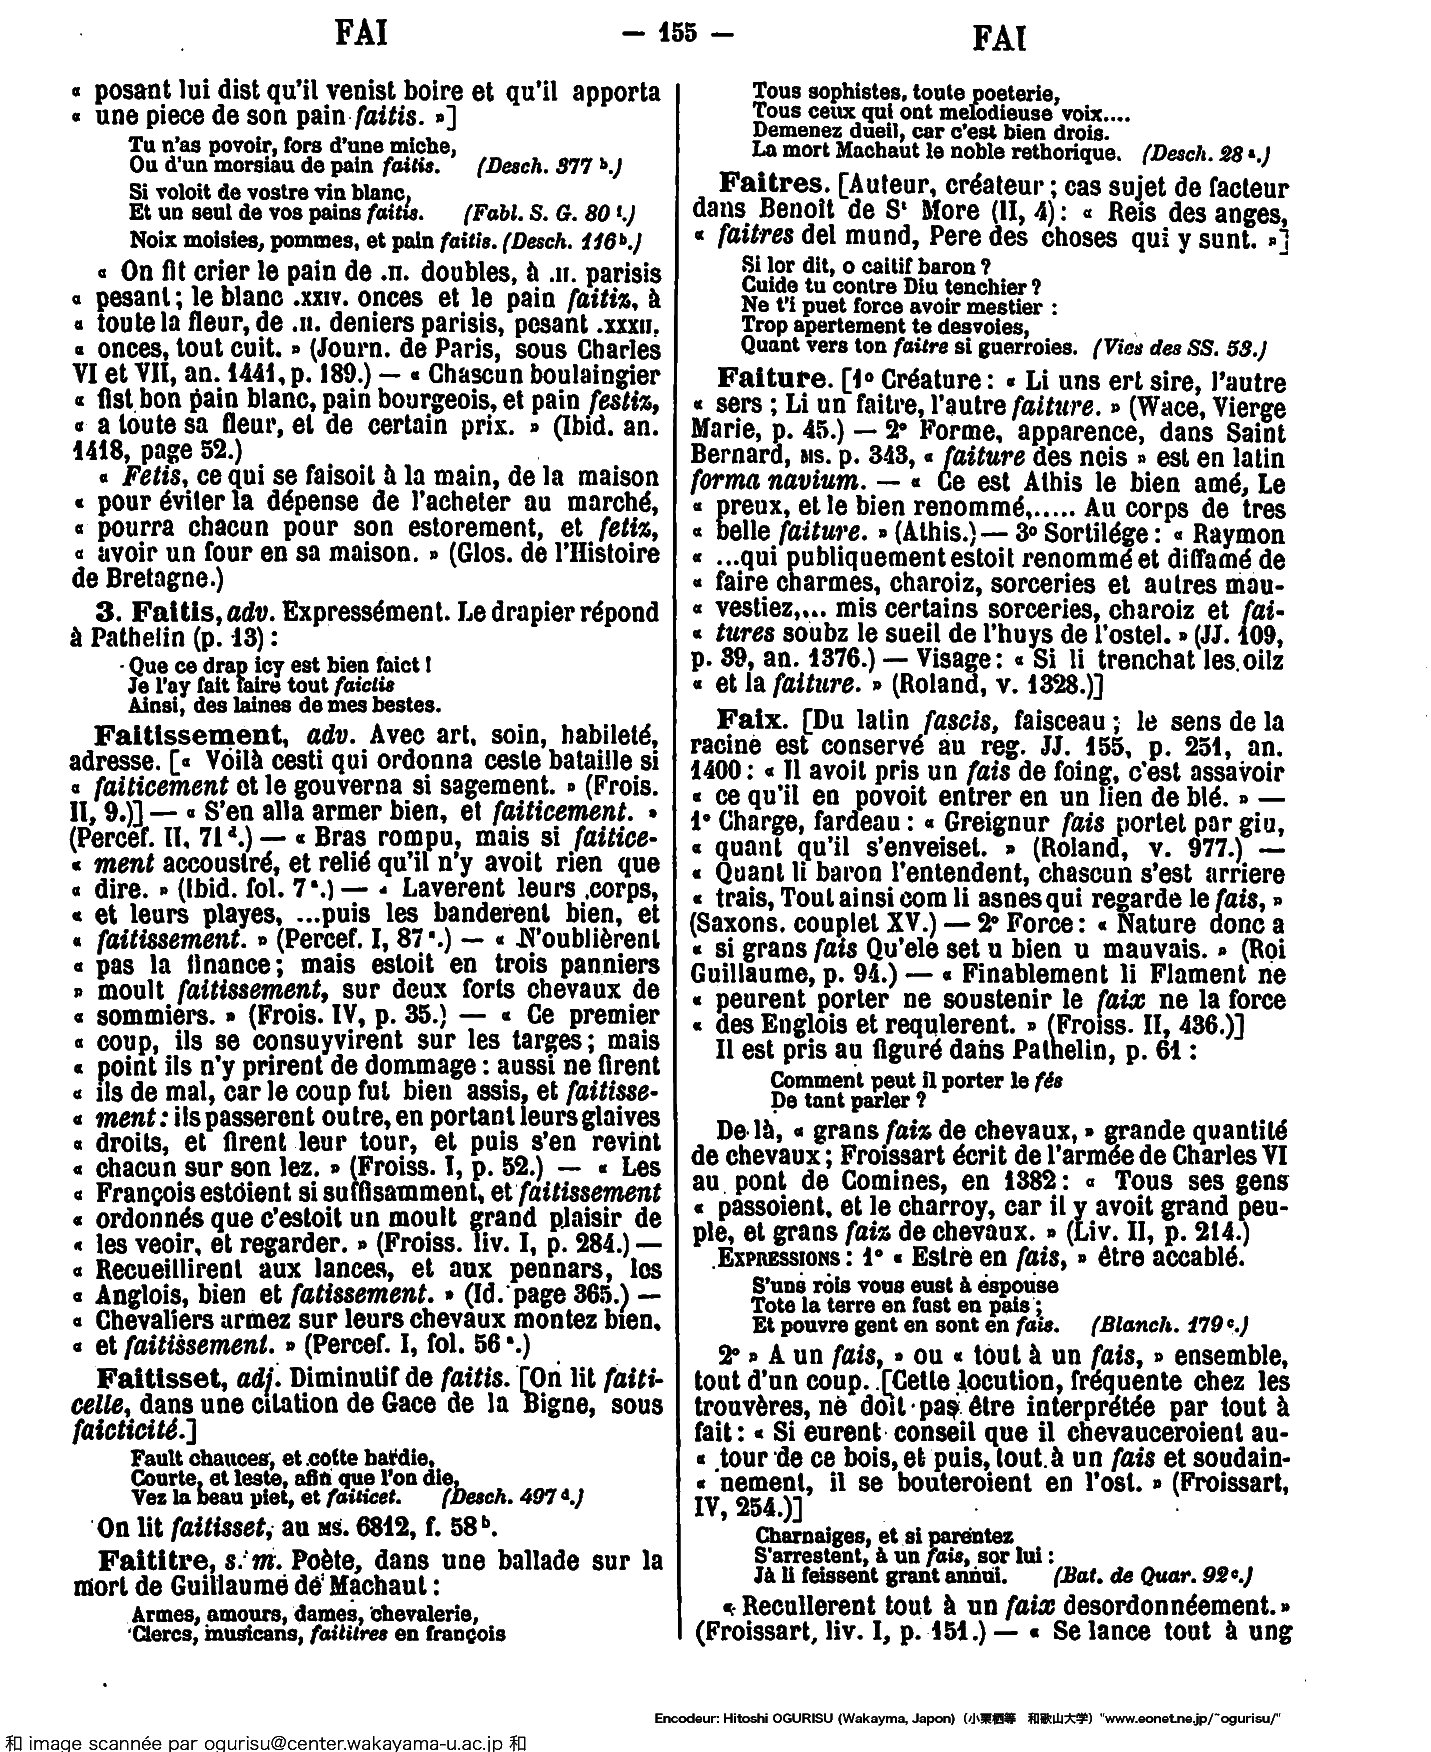 FAI — 155 — FAI
« posant lui dist qu'il venist boire et qu'il apporta
« une piece de son pain faitis. »]
Tu n'as povoir, fors d'une miche,
Ou d'un morsiau de pain faitis. (Desch. 377 b.)
Si voloit de vostre vin blanc,
Et un seul de vos pains faitis. (Fabl. S. G. 80 f.)
Noix moisies, pommes, et pain faitis. (Desch. 116 b.)
« On fit crier le pain de .II. doubles, à .II. parisis
« pesant ; le blanc .XXIV. onces et le pain faitiz, à
« toute la fleur, de .II. deniers parisis, pesant .XXXII.
« onces, tout cuit. » (Journ. de Paris, sous Charles
VI et VII, an. 1441, p. 189.) — « Chascun boulaingier
« fist bon pain blanc, pain bourgeois, et pain festiz,
« a toute sa fleur, et de certain prix. » (Ibid. an.
1418, page 52.)
« Fetis, ce qui se faisoit à la main, de la maison
« pour éviter la dépense de l'acheter au marché,
« pourra chacun pour son estorement, et fetiz,
« avoir un four en sa maison. » (Glos. de l'Histoire
de Bretagne.)
3. Faitis, adv. Expressément. Le drapier répond
à Pathelin (p. 13) :
Que ce drap icy est bien faict !
Je l'ay fait faire tout faictis
Ainsi, des laines de mes bestes.
Faitissement, adv. Avec art, soin, habileté,
adresse. [« Voilà cesti qui ordonna ceste bataille si
« faiticement et le gouverna si sagement. » (Frois.
II, 9.)] — « S'en alla armer bien, et faiticement. »
(Percef. II, 71 d.) — « Bras rompu, mais si faitice-
« ment accoustré, et relié qu'il n'y avoit rien que
« dire. » (Ibid. fol. 7 a.) — « Laverent leurs corps,
« et leurs playes, ...puis les banderent bien, et
« faitissement. » (Percef. I, 87 a.) — « N'oublièrent
« pas la finance ; mais estoit en trois panniers
» moult faitissement, sur deux forts chevaux de
« sommiers. » (Frois. IV, p. 35.) — « Ce premier
« coup, ils se consuyvirent sur les targes ; mais
« point ils n'y prirent de dommage : aussi ne firent
« ils de mal, car le coup fut bien assis, et faitisse-
« ment : ils passerent outre, en portant leurs glaives
« droits, et firent leur tour, et puis s'en revint
« chacun sur son lez. » (Froiss. I, p. 52.) — « Les
« François estoient si suffisamment, et faitissement
« ordonnés que c'estoit un moult grand plaisir de
« les veoir, et regarder. » (Froiss. liv. I, p. 284.) —
« Recueillirent aux lances, et aux pennars, les
« Anglois, bien et fatissement. » (Id. page 365.) —
« Chevaliers armez sur leurs chevaux montez bien,
« et faitissement. » (Percef. I, fol. 56 a.)
Faitisset, adj. Diminutif de faitis. [On lit faiti-
celle, dans une citation de Gace de la Bigne, sous
faicticité.]
Fault chauces, et cotte hardie,
Courte, et leste, afin que l'on die,
Vez la beau piet, et faiticet. (Desch. 497 d.)
On lit faitisset, au MS. 6812, f. 58 b.
Faititre, s. m. Poète, dans une ballade sur la
mort de Guillaume de Machaut :
Armes, amours, dames, chevalerie,
Clercs, musicans, faititres en françois
Tous sophistes, toute poeterie,
Tous ceux qui ont melodieuse voix....
Demenez dueil, car c'est bien drois.
La mort Machaut le noble rethorique. (Desch. 28 a.)
Faitres. [Auteur, créateur ; cas sujet de facteur
dans Benoit de St More (II, 4) : « Reis des anges,
« faitres del mund, Pere des choses qui y sunt. »]
Si lor dit, o caitif baron ?
Cuide tu contre Diu tenchier ?
Ne t'i puet force avoir mestier :
Trop apertement te desvoies,
Quant vers ton faitre si guerroies. (Vies des SS. 53.)
Faiture. [1° Créature : « Li uns ert sire, l'autre
« sers ; Li un faitre, l'autre faiture. » (Wace, Vierge
Marie, p. 45.) — 2° Forme, apparence, dans Saint
Bernard, MS. p. 343, « faiture des neis » est en latin
forma navium. — « Ce est Athis le bien amé, Le
« preux, et le bien renommé,..... Au corps de tres
« belle faiture. » (Athis.) — 3° Sortilége : « Raymon
« ...qui publiquement estoit renommé et diffamé de
« faire charmes, charoiz, sorceries et autres mau-
« vestiez,... mis certains sorceries, charoiz et fai-
« tures soubz le sueil de l'huys de l'ostel. » (JJ. 109,
p. 39, an. 1376.) — Visage : « Si li trenchat les oilz
« et la faiture. » (Roland, v. 1328.)]
Faix. [Du latin fascis, faisceau ; le sens de la
racine est conservé au reg. JJ. 155, p. 251, an.
1400 : « Il avoit pris un fais de foing, c'est assavoir
« ce qu'il en povoit entrer en un lien de blé. » —
1° Charge, fardeau : « Greignur fais portet par giu,
« quant qu'il s'enveiset. » (Roland, v. 977.) —
« Quant li baron l'entendent, chascun s'est arriere
« trais, Tout ainsi com li asnes qui regarde le fais, »
(Saxons. couplet XV.) — 2° Force : « Nature donc a
« si grans fais Qu'ele set u bien u mauvais. » (Roi
Guillaume, p. 94.) — « Finablement li Flament ne
« peurent porter ne soustenir le faix ne la force
« des Englois et requlerent. » (Froiss. II, 436.)]
Il est pris au figuré dans Pathelin, p. 61 :
Comment peut il porter le fés
De tant parler ?
De là, « grans faiz de chevaux, » grande quantité
de chevaux ; Froissart écrit de l'armée de Charles VI
au pont de Comines, en 1382 : « Tous ses gens
« passoient, et le charroy, car il y avoit grand peu-
ple, et grans faiz de chevaux. » (Liv. II, p. 214.)
EXPRESSIONS : 1° « Estre en fais, » être accablé.
S'uns rois vous eust à espouse
Tote la terre en fust en pais ;
Et pouvre gent en sont en fais. (Blanch. 179 c.)
2° » A un fais, » ou « tout à un fais, » ensemble,
tout d'un coup. [Cette locution, fréquente chez les
trouvères, ne doit pas être interprétée par tout à
fait : « Si eurent conseil que il chevauceroient au-
« tour de ce bois, et puis, tout à un fais et soudain-
« nement, il se bouteroient en l'ost. » (Froissart,
IV, 254.)]
Charnaiges, et si parentez
S'arrestent, à un fais, sor lui :
Jà li feissent grant annui. (Bat. de Quar. 92 c.)
« Recullerent tout à un faix desordonnéement. »
(Froissart, liv. I, p. 151.) — « Se lance tout à ung
Encodeur: Hitoshi OGURISU (Wakayma, Japon) (小栗栖等 和歌山大学) "www.eonet.ne.jp/~ogurisu/"
和 image scannée par ogurisu@center.wakayama-u.ac.jp 和